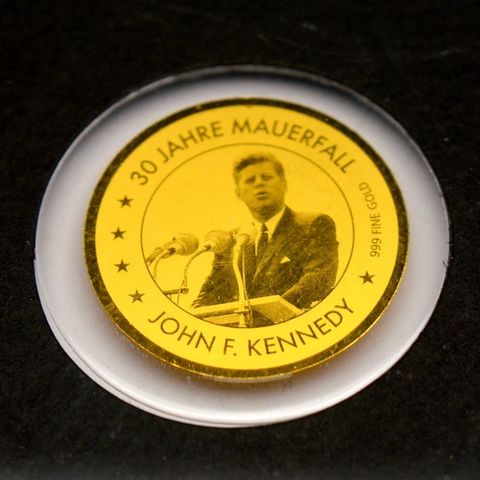 30 JAHRE MAUERFALL
999 FINE GOLD
JOHN F. KENNEDY